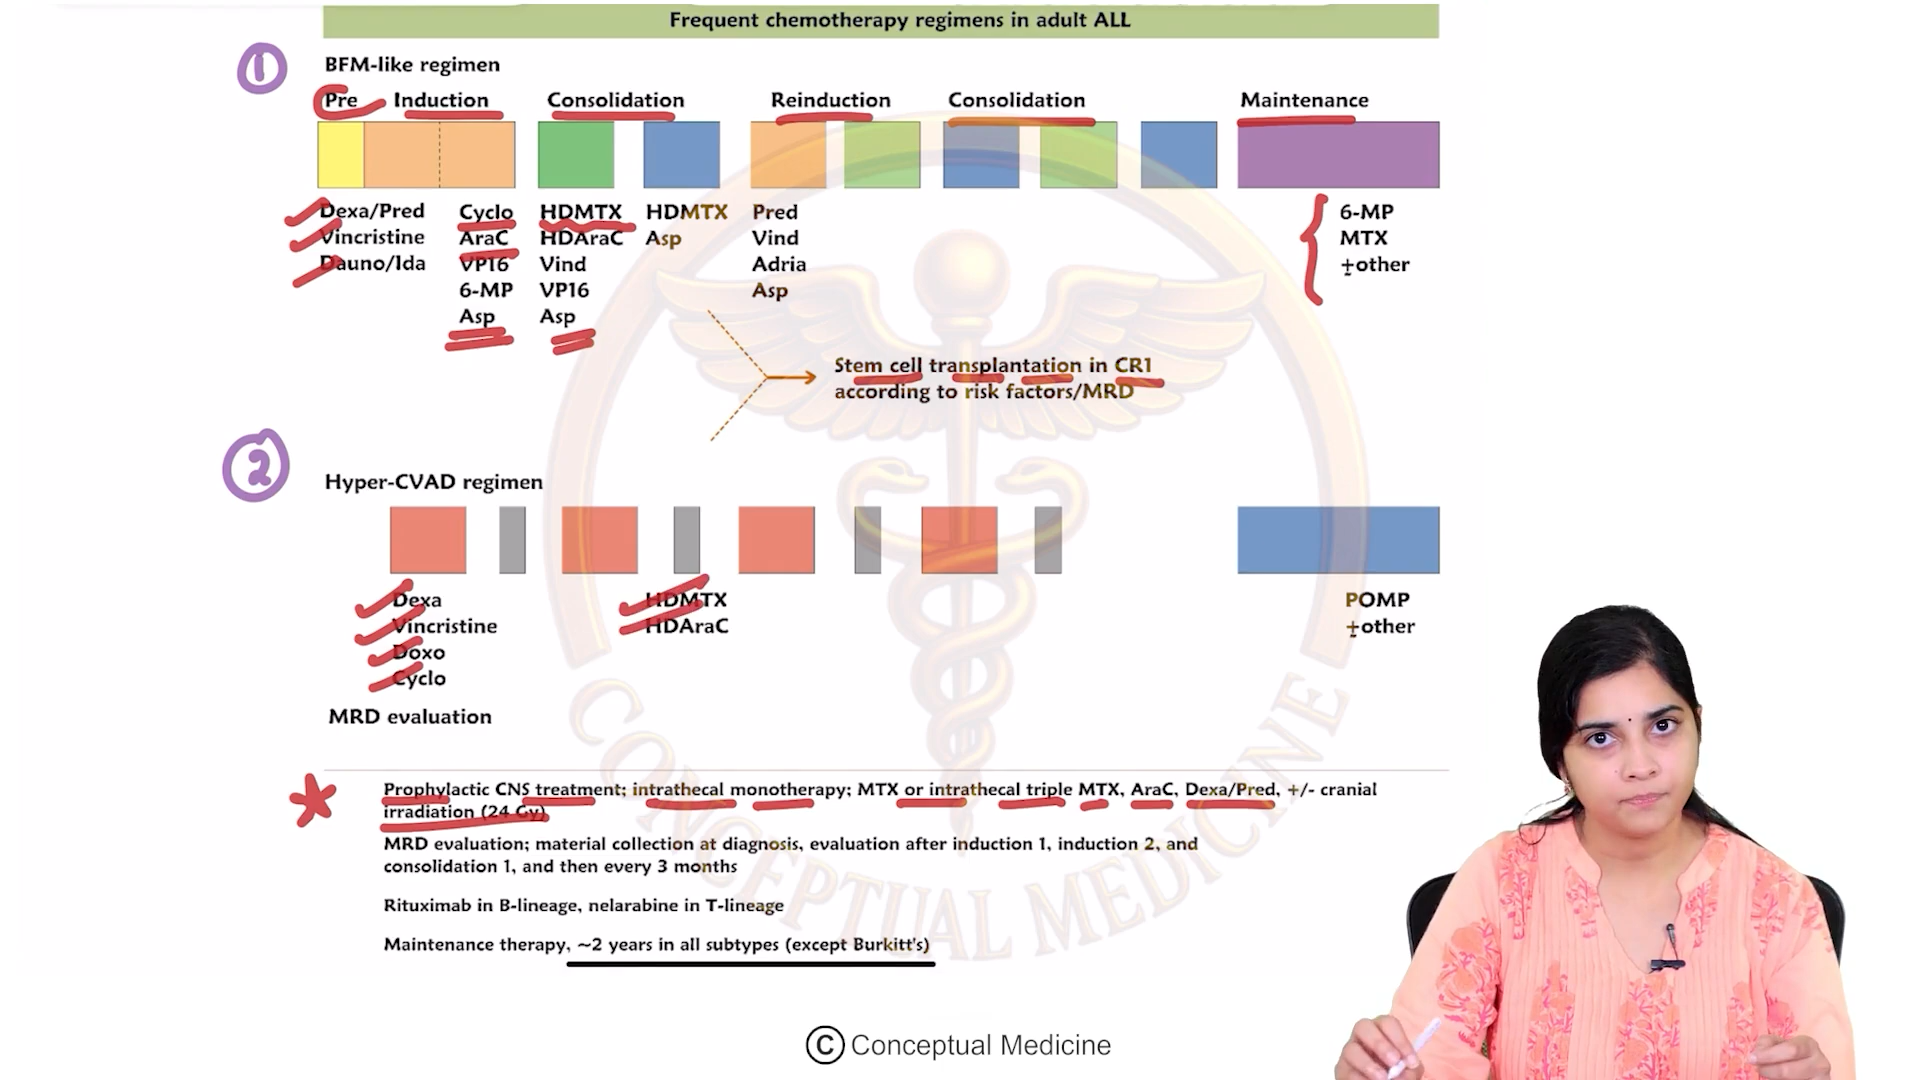 Frequent chemotherapy regimens in adult ALL
1
BFM-like regimen
Pre Induction Consolidation Reinduction Consolidation Maintenance
Dexa/Pred Cyclo HDMTX HDMTX Pred 6-MP
Vincristine AraC HDAraC Asp Vind MTX
Dauno/Ida VP16 Vind Adria ±other
6-MP VP16 Asp
Asp Asp
Stem cell transplantation in CR1
according to risk factors/MRD
2
Hyper-CVAD regimen
Dexa HDMTX POMP
Vincristine HDAraC ±other
Doxo
Cyclo
MRD evaluation
Prophylactic CNS treatment; intrathecal monotherapy; MTX or intrathecal triple MTX, AraC, Dexa/Pred, +/- cranial
irradiation (24 Gy)
MRD evaluation; material collection at diagnosis, evaluation after induction 1, induction 2, and
consolidation 1, and then every 3 months
Rituximab in B-lineage, nelarabine in T-lineage
Maintenance therapy, ~2 years in all subtypes (except Burkitt's)
CONCEPTUAL MEDICINE
© Conceptual Medicine